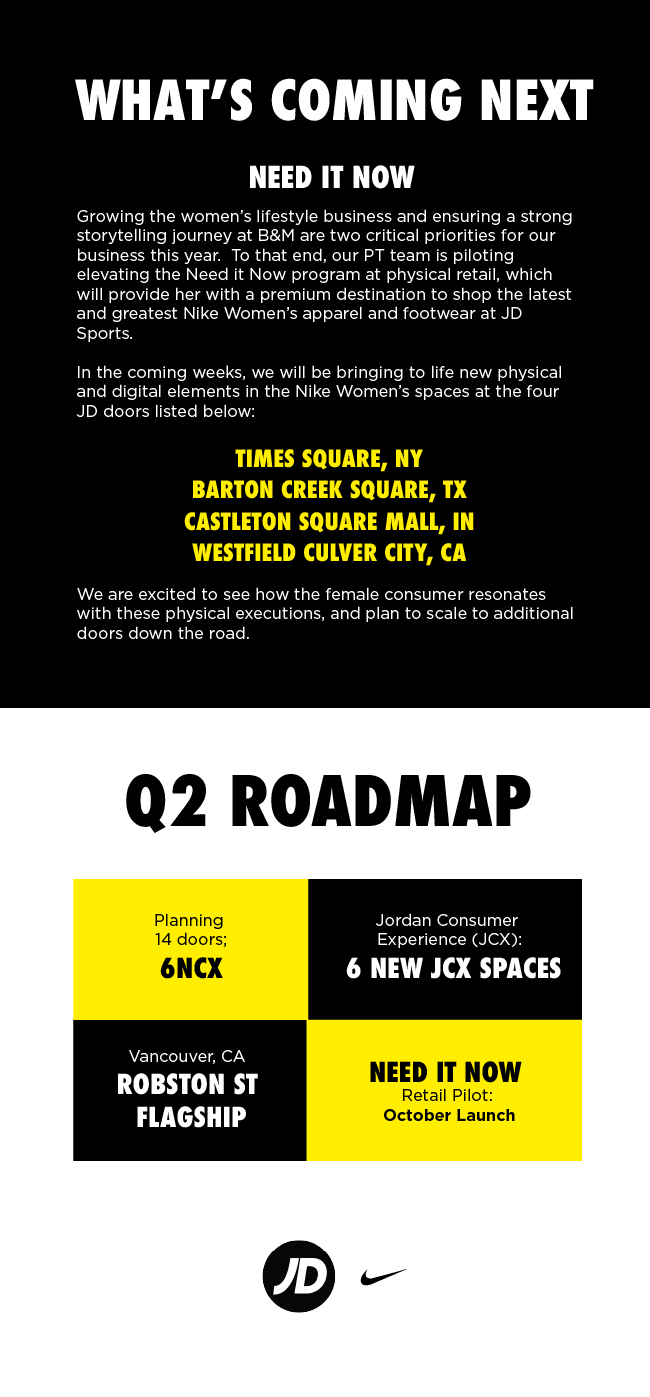 WHAT’S COMING NEXT
NEED IT NOW
Growing the women’s lifestyle business and ensuring a strong
storytelling journey at B&M are two critical priorities for our
business this year.  To that end, our PT team is piloting
elevating the Need it Now program at physical retail, which
will provide her with a premium destination to shop the latest
and greatest Nike Women’s apparel and footwear at JD
Sports.
In the coming weeks, we will be bringing to life new physical
and digital elements in the Nike Women’s spaces at the four
JD doors listed below:
TIMES SQUARE, NY
BARTON CREEK SQUARE, TX
CASTLETON SQUARE MALL, IN
WESTFIELD CULVER CITY, CA
We are excited to see how the female consumer resonates
with these physical executions, and plan to scale to additional
doors down the road.
Q2 ROADMAP
Planning
14 doors;
6NCX
Jordan Consumer
Experience (JCX):
6 NEW JCX SPACES
Vancouver, CA
ROBSTON ST
FLAGSHIP
NEED IT NOW
Retail Pilot:
October Launch
JD